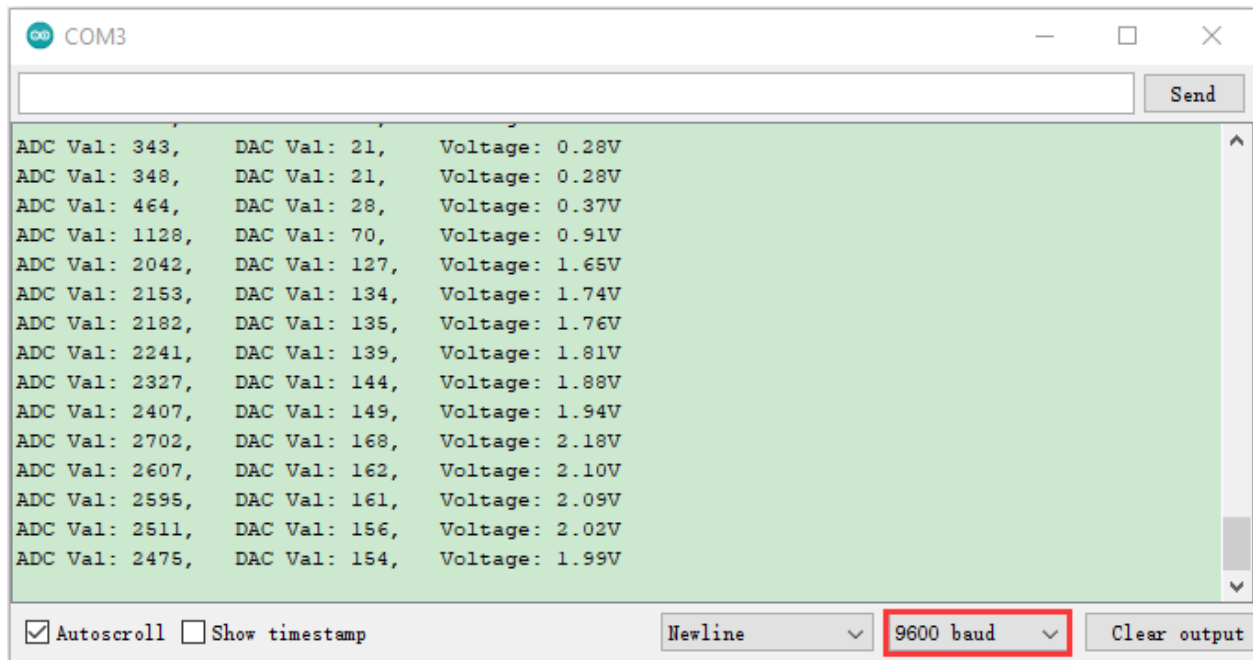 COM3
Send
ADC Val: 343,    DAC Val: 21,    Voltage: 0.28V
ADC Val: 348,    DAC Val: 21,    Voltage: 0.28V
ADC Val: 464,    DAC Val: 28,    Voltage: 0.37V
ADC Val: 1128,    DAC Val: 70,    Voltage: 0.91V
ADC Val: 2042,    DAC Val: 127,    Voltage: 1.65V
ADC Val: 2153,    DAC Val: 134,    Voltage: 1.74V
ADC Val: 2182,    DAC Val: 135,    Voltage: 1.76V
ADC Val: 2241,    DAC Val: 139,    Voltage: 1.81V
ADC Val: 2327,    DAC Val: 144,    Voltage: 1.88V
ADC Val: 2407,    DAC Val: 149,    Voltage: 1.94V
ADC Val: 2702,    DAC Val: 168,    Voltage: 2.18V
ADC Val: 2607,    DAC Val: 162,    Voltage: 2.10V
ADC Val: 2595,    DAC Val: 161,    Voltage: 2.09V
ADC Val: 2511,    DAC Val: 156,    Voltage: 2.02V
ADC Val: 2475,    DAC Val: 154,    Voltage: 1.99V
Autoscroll Show timestamp Newline 9600 baud Clear output